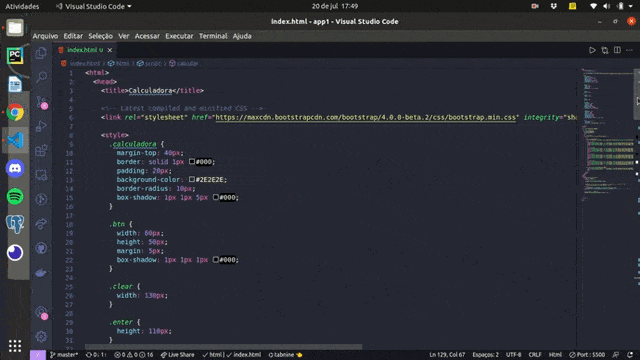 Atividades
Visual Studio Code
20 de jul 17:49
index.html - app1 - Visual Studio Code
Arquivo Editar Seleção Ver Acessar Executar Terminal Ajuda
index.html U
index.html html script calcular
1 <html>
2 <head>
3 <title>Calculadora</title>
4
5 <!-- Latest compiled and minified CSS -->
6 <link rel="stylesheet" href="https://maxcdn.bootstrapcdn.com/bootstrap/4.0.0-beta.2/css/bootstrap.min.css" integrity="sha
7
8 <style>
9 .calculadora {
10 margin-top: 40px;
11 border: solid 1px #000;
12 padding: 20px;
13 background-color: #2E2E2E;
14 border-radius: 10px;
15 box-shadow: 1px 1px 5px #000;
16 }
17
18 .btn {
19 width: 60px;
20 height: 50px;
21 margin: 5px;
22 box-shadow: 1px 1px 1px #000;
23 }
24
25 .clear {
26 width: 130px;
27 }
28
29 .enter {
30 height: 110px;
31 }
master* 0↓ 1↑ 0 0 16 Live Share html index.html tabnine Ln 129, Col 67 Espaços: 2 UTF-8 CRLF HTML Port : 5500